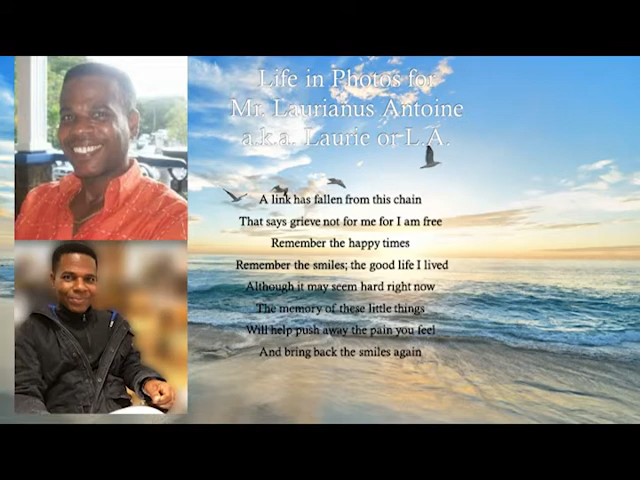 Life in Photos for
Mr. Laurianus Antoine
a.k.a. Laurie or L.A.
A link has fallen from this chain
That says grieve not for me for I am free
Remember the happy times
Remember the smiles; the good life I lived
Although it may seem hard right now
The memory of these little things
Will help push away the pain you feel
And bring back the smiles again